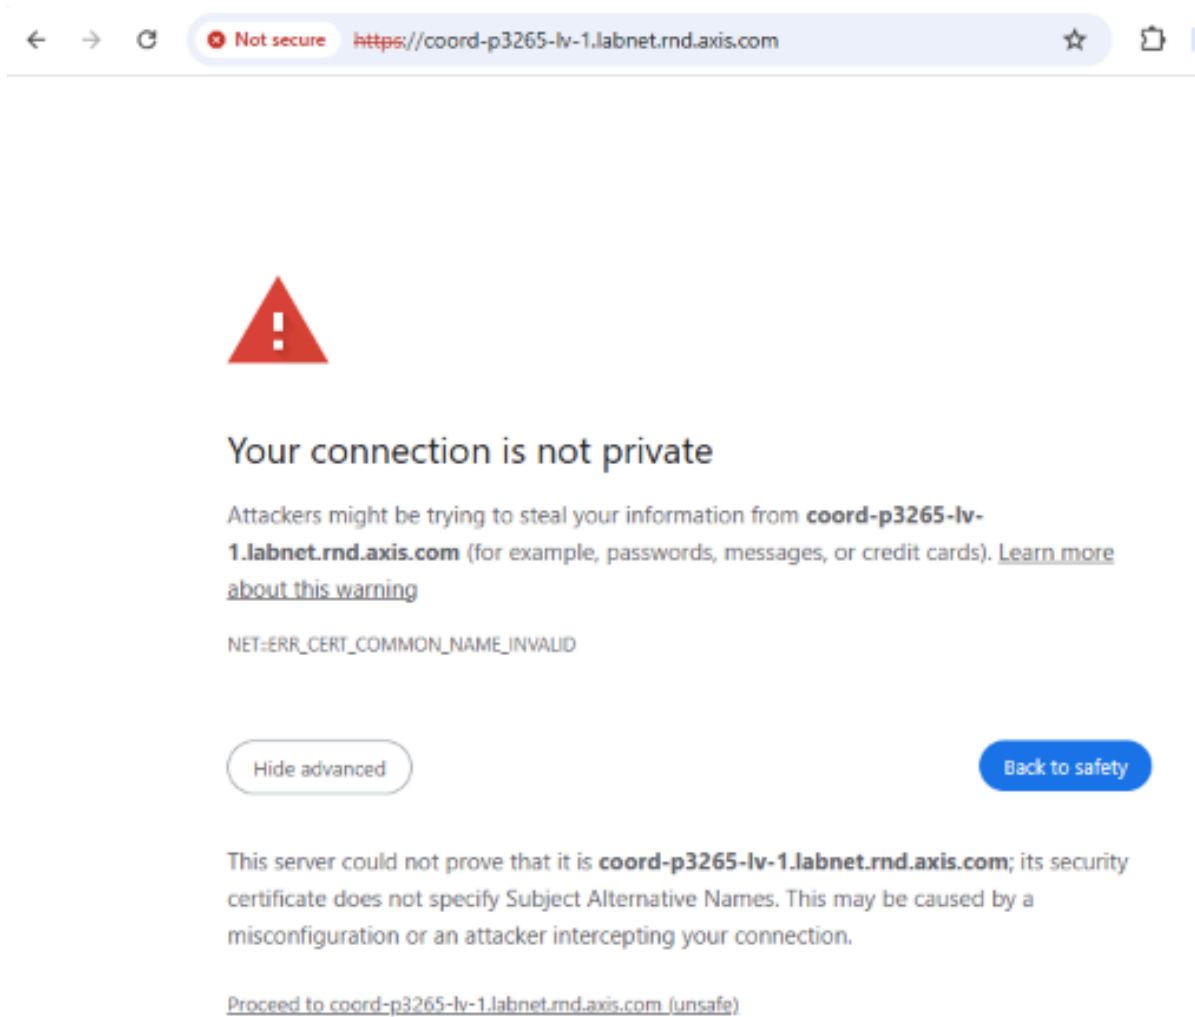 Not secure https://coord-p3265-lv-1.labnet.rnd.axis.com
Your connection is not private
Attackers might be trying to steal your information from coord-p3265-lv-
1.labnet.rnd.axis.com (for example, passwords, messages, or credit cards). Learn more
about this warning
NET::ERR_CERT_COMMON_NAME_INVALID
Hide advanced
Back to safety
This server could not prove that it is coord-p3265-lv-1.labnet.rnd.axis.com; its security
certificate does not specify Subject Alternative Names. This may be caused by a
misconfiguration or an attacker intercepting your connection.
Proceed to coord-p3265-lv-1.labnet.rnd.axis.com (unsafe)